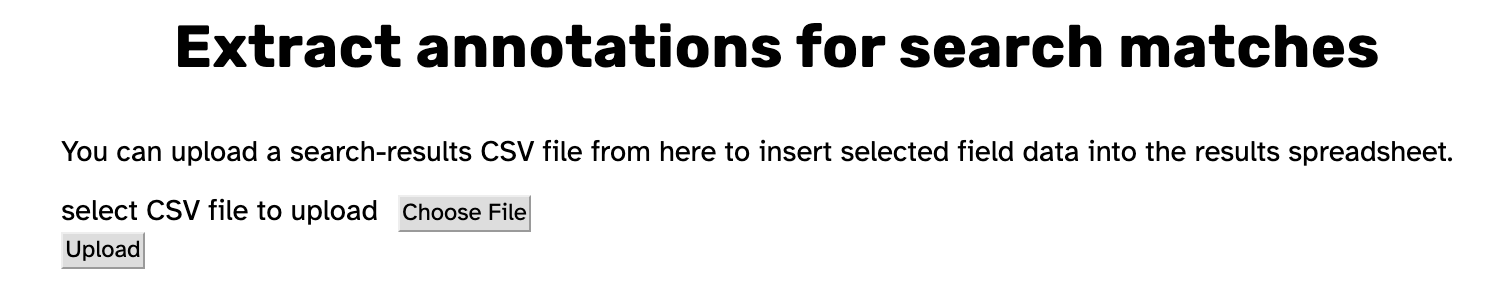 Extract annotations for search matches
You can upload a search-results CSV file from here to insert selected field data into the results spreadsheet.
select CSV file to upload Choose File
Upload